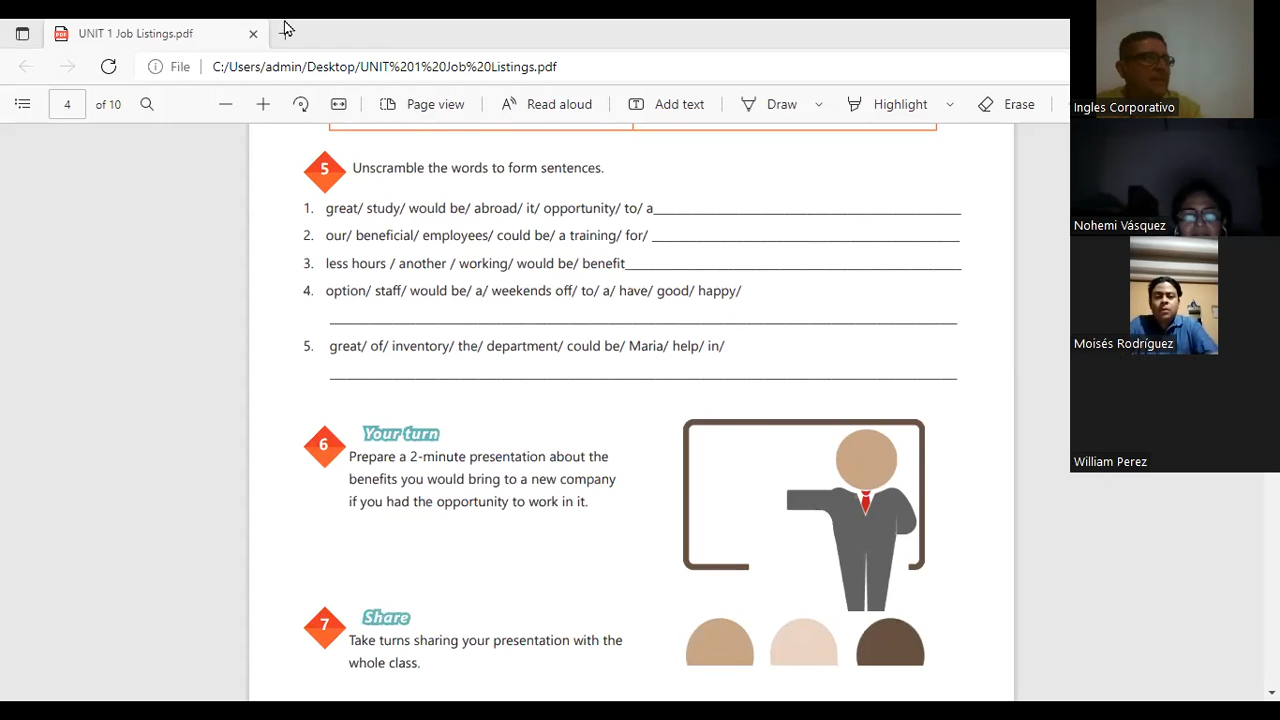 UNIT 1 Job Listings.pdf
File
C:/Users/admin/Desktop/UNIT%201%20Job%20Listings.pdf
4 of 10
Page view
Read aloud
Add text
Draw
Highlight
Erase
5 Unscramble the words to form sentences.
1. great/ study/ would be/ abroad/ it/ opportunity/ to/ a
2. our/ beneficial/ employees/ could be/ a training/ for/
3. less hours / another / working/ would be/ benefit
4. option/ staff/ would be/ a/ weekends off/ to/ a/ have/ good/ happy/
5. great/ of/ inventory/ the/ department/ could be/ Maria/ help/ in/
6 Your turn
Prepare a 2-minute presentation about the
benefits you would bring to a new company
if you had the opportunity to work in it.
7 Share
Take turns sharing your presentation with the
whole class.
Ingles Corporativo
Nohemi Vásquez
Moisés Rodríguez
William Perez